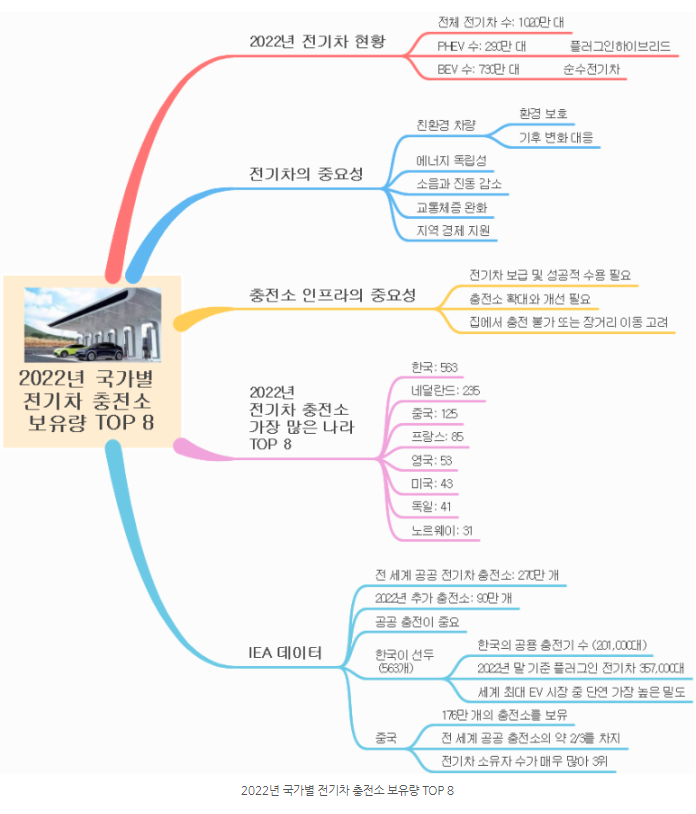 2022년 전기차 현황
전체 전기차 수: 1020만 대
PHEV 수: 290만 대 플러그인하이브리드
BEV 수: 730만 대 순수전기차
전기차의 중요성
친환경 차량
환경 보호
기후 변화 대응
에너지 독립성
소음과 진동 감소
교통체증 완화
지역 경제 지원
충전소 인프라의 중요성
전기차 보급 및 성공적 수용 필요
충전소 확대와 개선 필요
집에서 충전 불가 또는 장거리 이동 고려
2022년 국가별
전기차 충전소
보유량 TOP 8
2022년
전기차 충전소
가장 많은 나라
TOP 8
한국: 563
네덜란드: 235
중국: 125
프랑스: 85
영국: 53
미국: 43
독일: 41
노르웨이: 31
IEA 데이터
전 세계 공공 전기차 충전소: 270만 개
2022년 추가 충전소: 90만 개
공공 충전이 중요
한국이 선두
(563개)
한국의 공용 충전기 수 (201,000대)
2022년 말 기준 플러그인 전기차 357,000대
세계 최대 EV 시장 중 단연 가장 높은 밀도
중국
176만 개의 충전소를 보유
전 세계 공공 충전소의 약 2/3를 차지
전기차 소유자 수가 매우 많아 3위
2022년 국가별 전기차 충전소 보유량 TOP 8